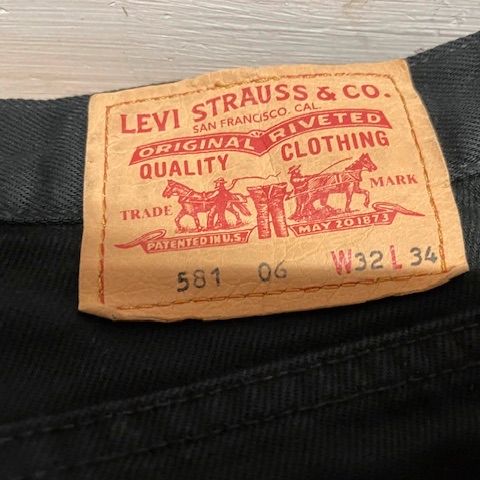 LEVI STRAUSS & CO.
SAN FRANCISCO, CAL.
ORIGINAL RIVETED
QUALITY CLOTHING
TRADE MARK
PATENTED IN U.S. MAY 20 1873
581 06 W32 L 34